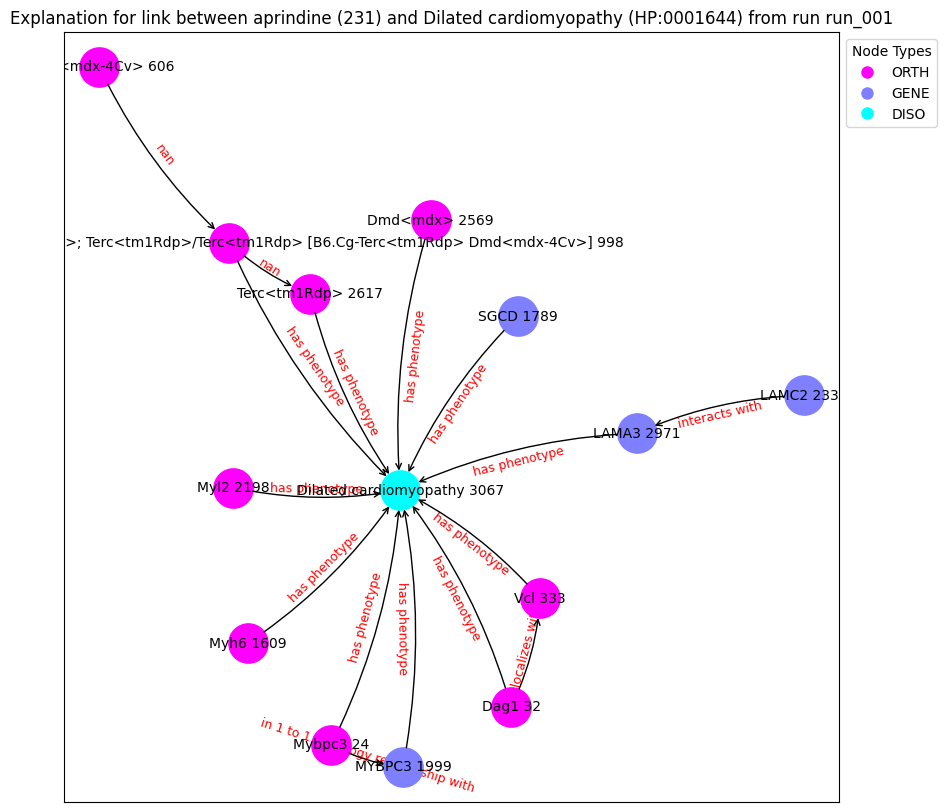 Explanation for link between aprindine (231) and Dilated cardiomyopathy (HP:0001644) from run run_001
Node Types
ORTH
GENE
DISO
<mdx-4Cv> 606
nan
Dmd<mdx> 2569
>; Terc<tm1Rdp>/Terc<tm1Rdp> [B6.Cg-Terc<tm1Rdp> Dmd<mdx-4Cv>] 998
nan
Terc<tm1Rdp> 2617
SGCD 1789
has phenotype
has phenotype
has phenotype
has phenotype
LAMC2 233
interacts with
LAMA3 2971
has phenotype
Myl2 2198
has phenotype
Dilated cardiomyopathy 3067
has phenotype
has phenotype
has phenotype
has phenotype
has phenotype
Vcl 333
localizes wi
Myh6 1609
Dag1 32
in 1 to 1
Mybpc3 24
MYBPC3 1999
ship with